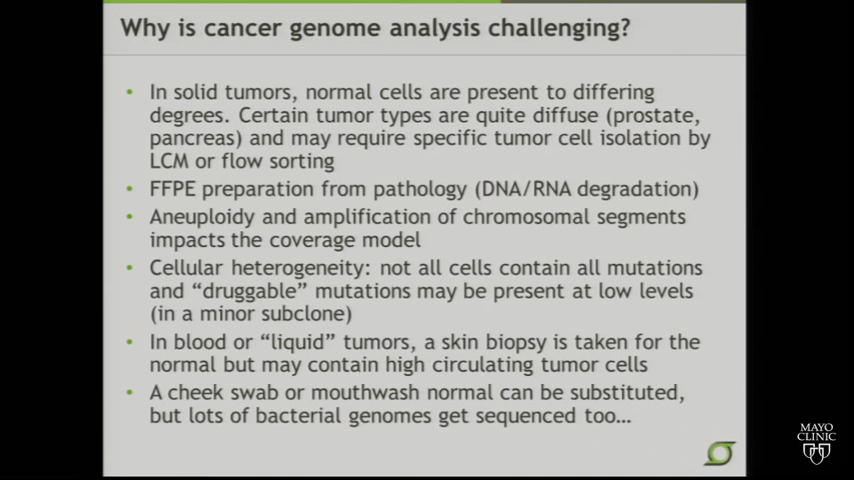 Why is cancer genome analysis challenging?
• In solid tumors, normal cells are present to differing
degrees. Certain tumor types are quite diffuse (prostate,
pancreas) and may require specific tumor cell isolation by
LCM or flow sorting
• FFPE preparation from pathology (DNA/RNA degradation)
• Aneuploidy and amplification of chromosomal segments
impacts the coverage model
• Cellular heterogeneity: not all cells contain all mutations
and “druggable” mutations may be present at low levels
(in a minor subclone)
• In blood or “liquid” tumors, a skin biopsy is taken for the
normal but may contain high circulating tumor cells
• A cheek swab or mouthwash normal can be substituted,
but lots of bacterial genomes get sequenced too…
MAYO
CLINIC